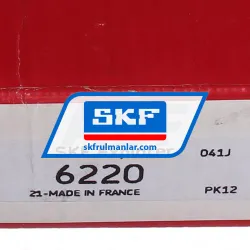 SKF
skfrulmanlar.com
041J
6220
21-MADE IN FRANCE
PK12